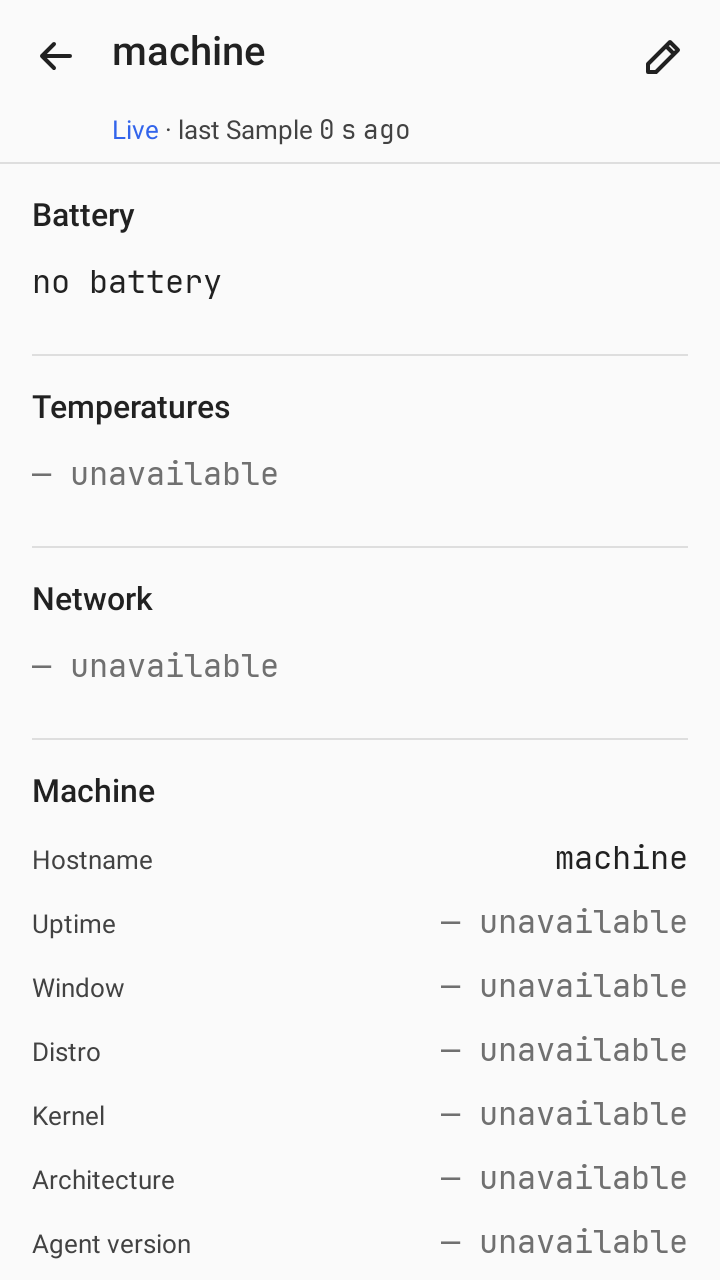 machine
Live · last Sample 0 s ago
Battery
no battery
Temperatures
— unavailable
Network
— unavailable
Machine
Hostname machine
Uptime — unavailable
Window — unavailable
Distro — unavailable
Kernel — unavailable
Architecture — unavailable
Agent version — unavailable